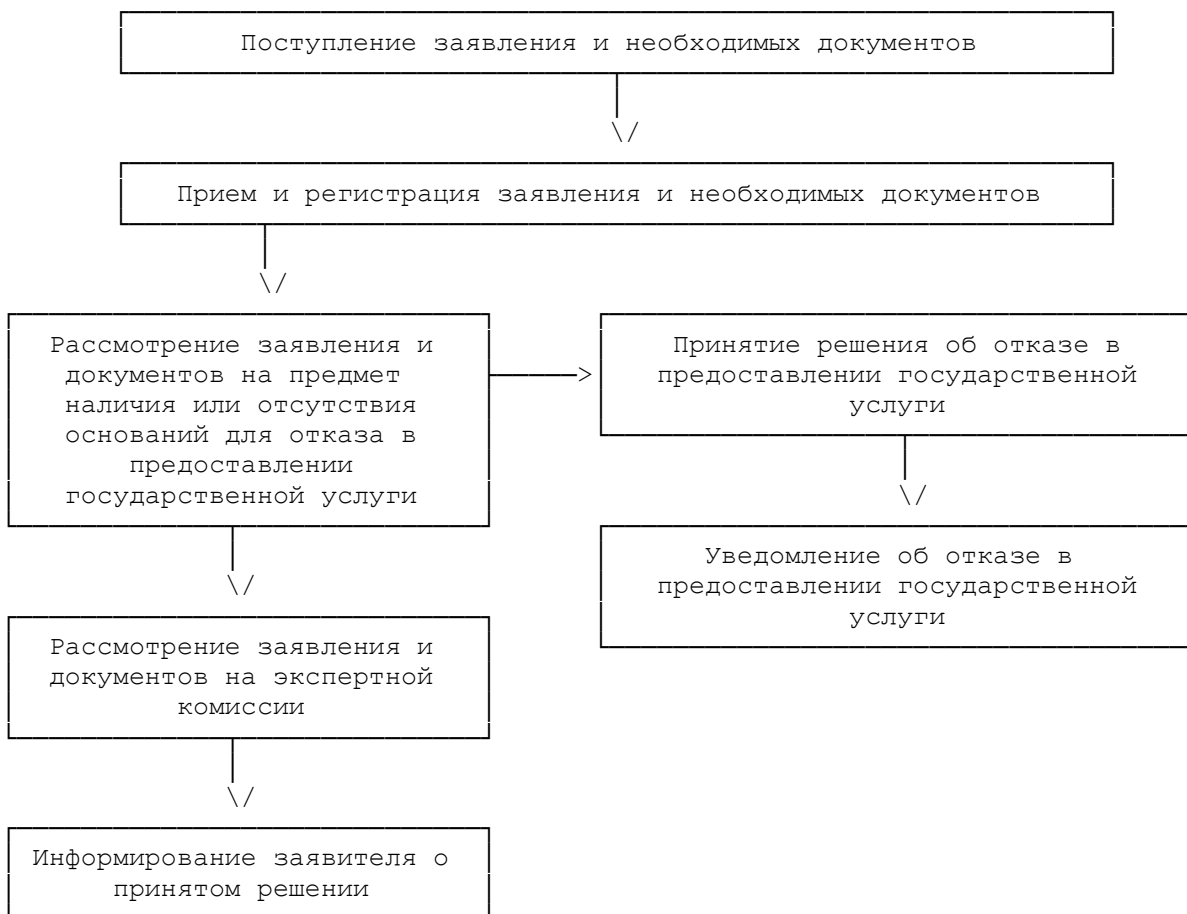 Поступление заявления и необходимых документов
Прием и регистрация заявления и необходимых документов
Рассмотрение заявления и
документов на предмет
наличия или отсутствия
оснований для отказа в
предоставлении
государственной услуги
Принятие решения об отказе в
предоставлении государственной
услуги
Уведомление об отказе в
предоставлении государственной
услуги
Рассмотрение заявления и
документов на экспертной
комиссии
Информирование заявителя о
принятом решении